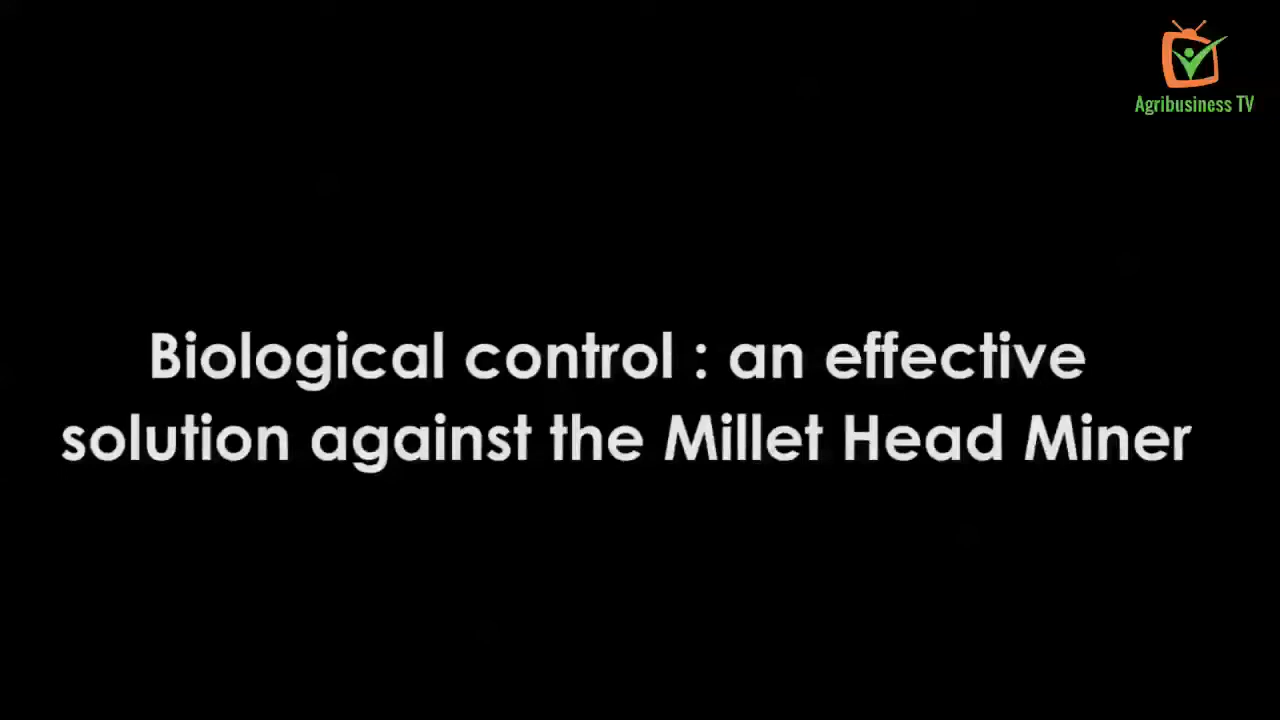 Agribusiness TV
Biological control : an effective
solution against the Millet Head Miner